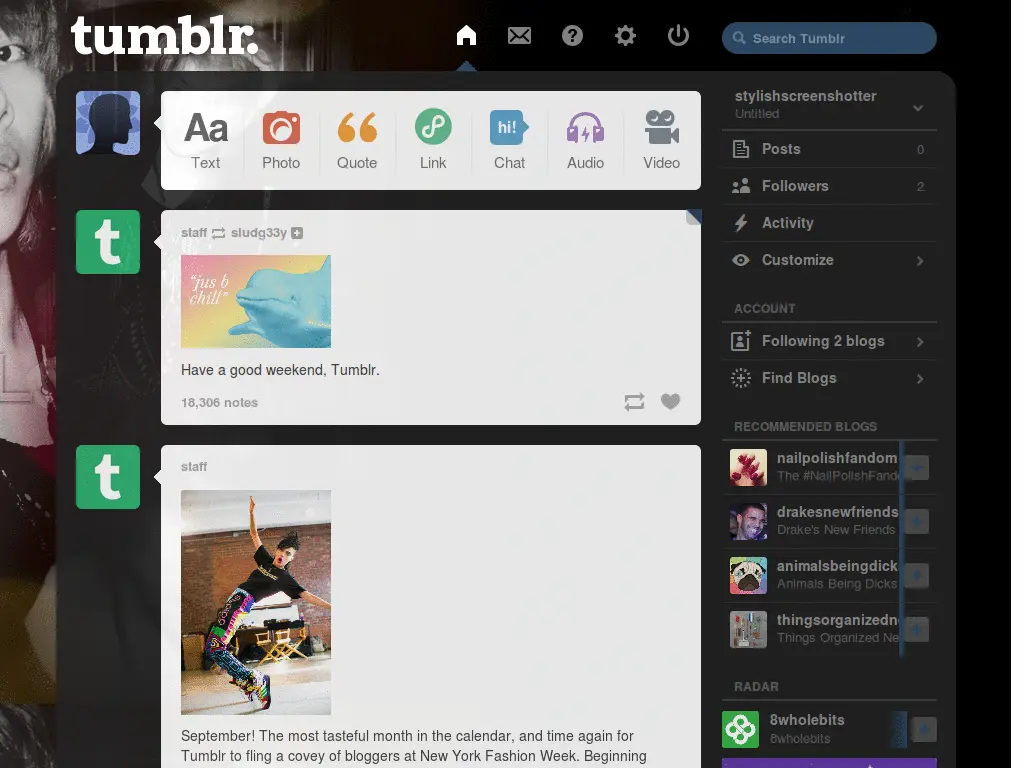 tumblr.
Search Tumblr
Aa
hi!
Text
Photo
Quote
Link
Chat
Audio
Video
staff sludg33y
"jus b
chill"
Have a good weekend, Tumblr.
18,306 notes
staff
September! The most tasteful month in the calendar, and time again for
Tumblr to fling a covey of bloggers at New York Fashion Week. Beginning
stylishscreenshotter
Untitled
Posts 0
Followers 2
Activity
Customize
ACCOUNT
Following 2 blogs
Find Blogs
RECOMMENDED BLOGS
nailpolishfandom
The #NailPolishFand
drakesnewfriends
Drake's New Friends
animalsbeingdick
Animals Being Dicks
thingsorganizedn
Things Organized Ne
RADAR
8wholebits
8wholebits